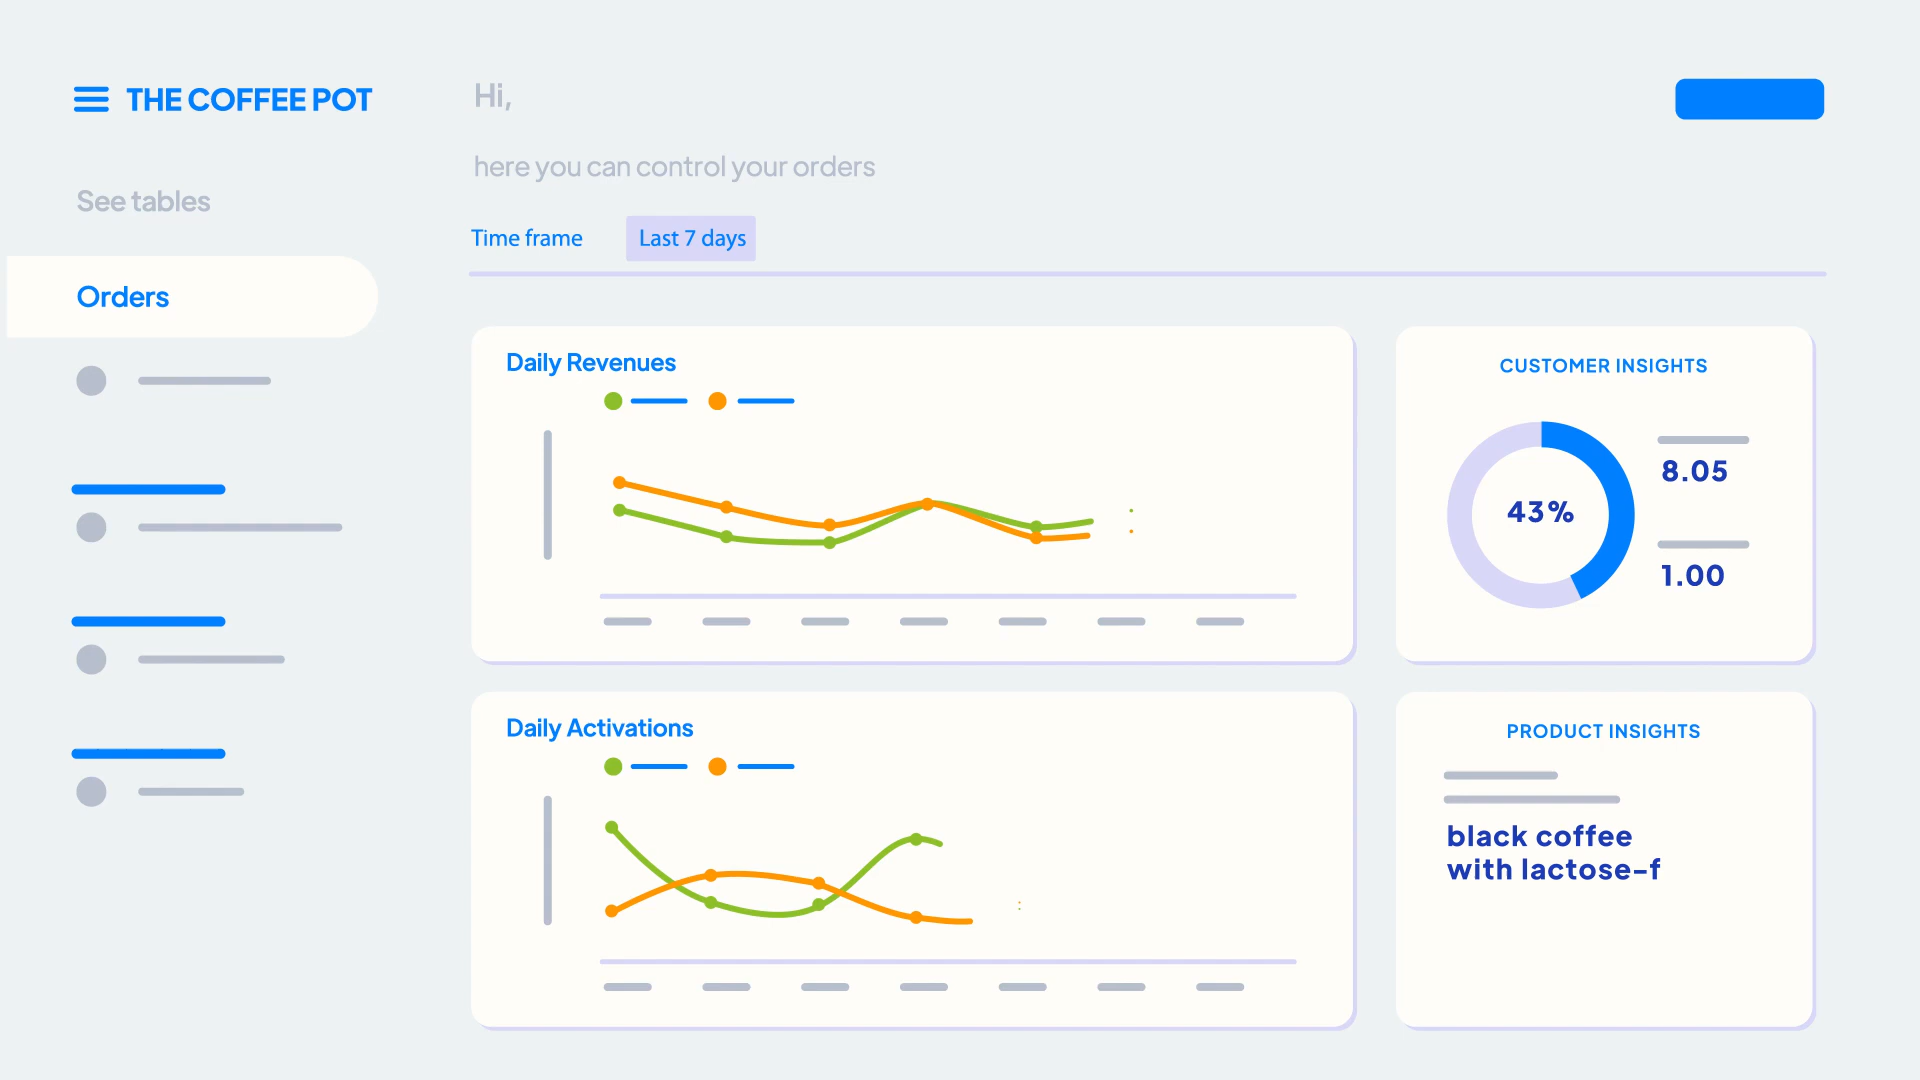 THE COFFEE POT
Hi,
here you can control your orders
See tables
Time frame
Last 7 days
Orders
Daily Revenues
CUSTOMER INSIGHTS
43%
8.05
1.00
Daily Activations
PRODUCT INSIGHTS
black coffee
with lactose-f